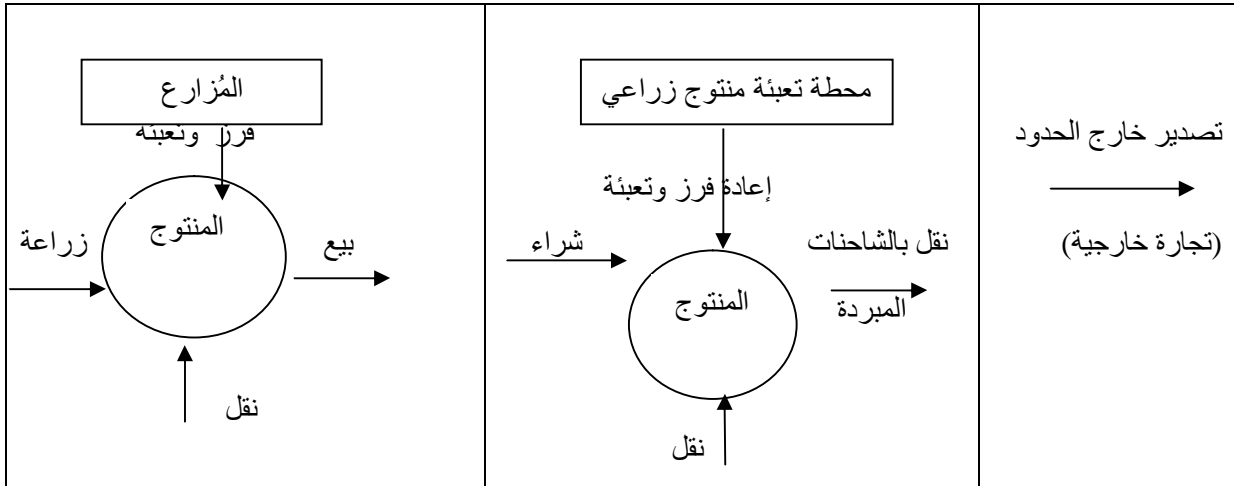 المُزارع
فرز وتعبئة
المنتوج
زراعة
بيع
نقل
محطة تعبئة منتوج زراعي
إعادة فرز وتعبئة
شراء
المنتوج
نقل بالشاحنات
المبردة
نقل
تصدير خارج الحدود
(تجارة خارجية)